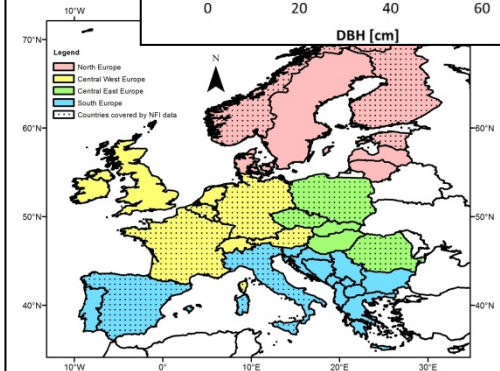 0 20 40 60
DBH [cm]
10°W
70°N
60°N
50°N
40°N
Legend
North Europe
Central West Europe
Central East Europe
South Europe
Countries covered by NFI data
N
70°N
60°N
50°N
40°N
10°W 0° 10°E 20°E 30°E